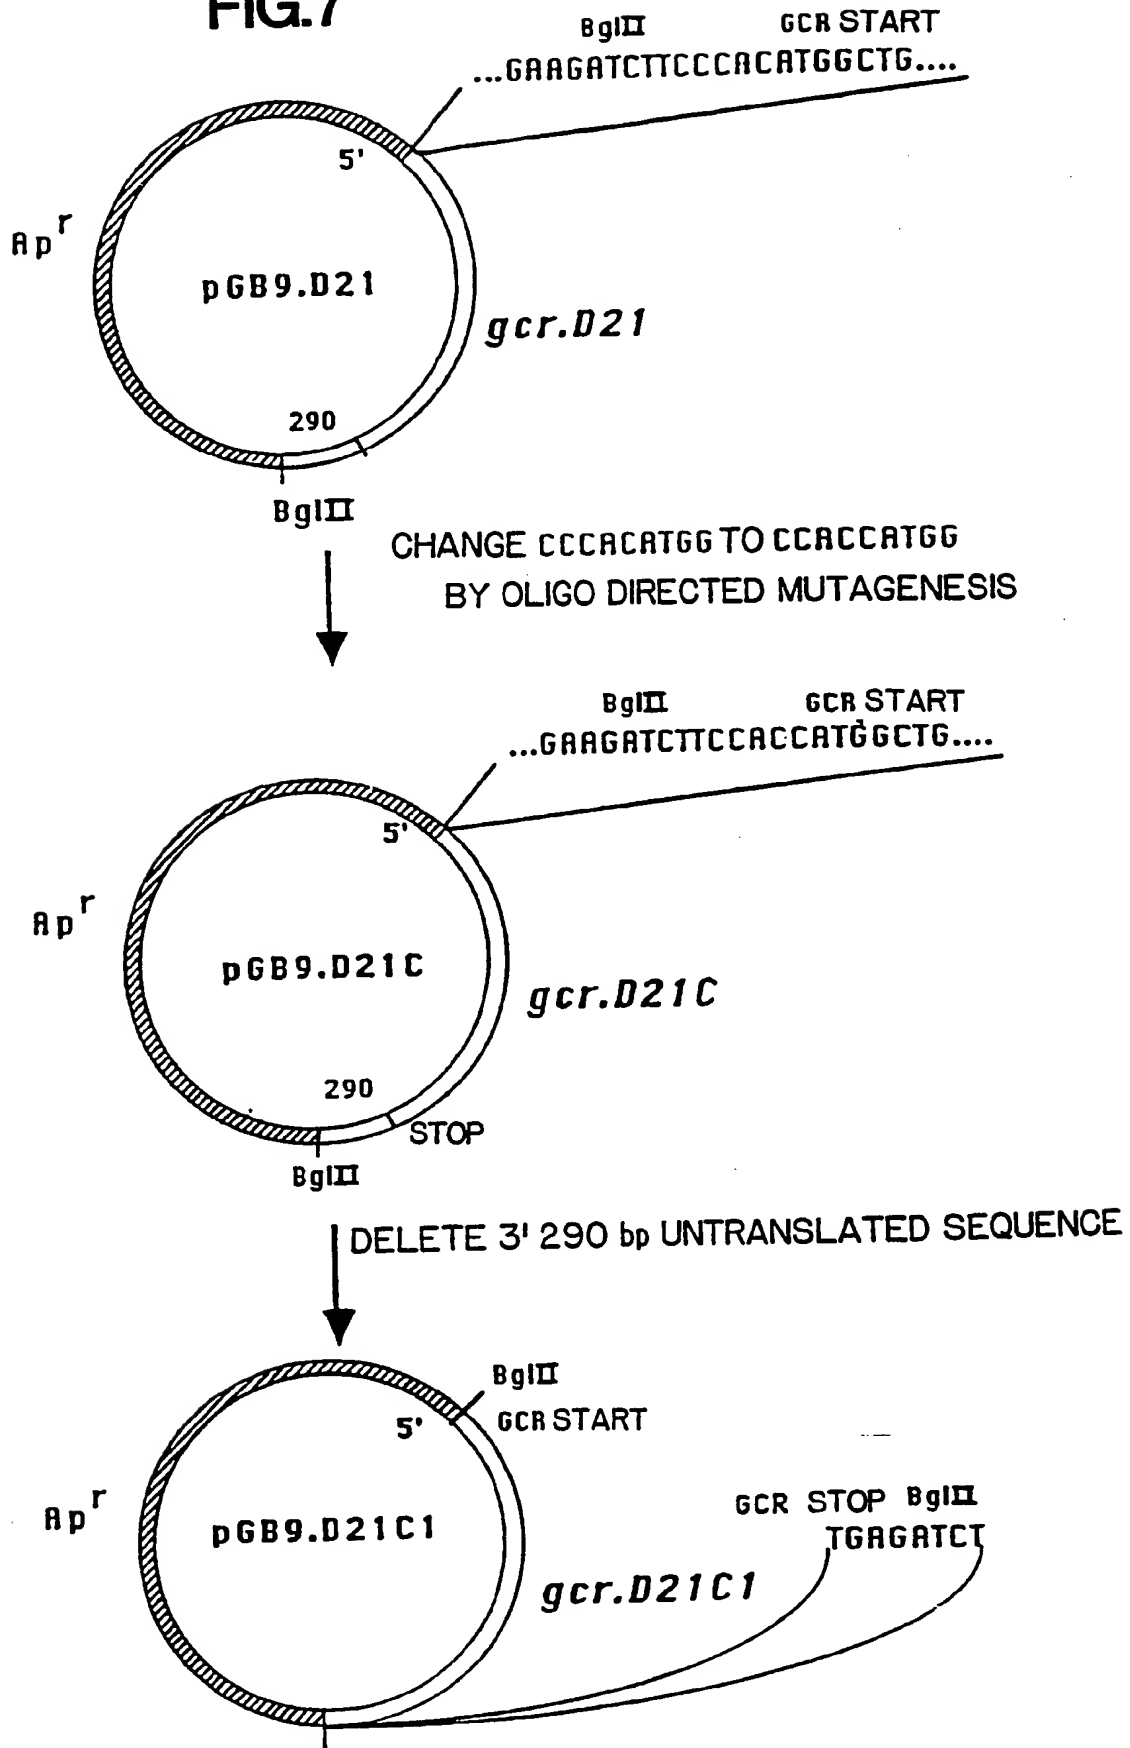 FIG.7
BglII GCR START
...GAAGATCTTCCCACATGGCTG....
5'
Ap^r
pGB9.D21
gcr.D21
290
BglII
CHANGE CCCACATGG TO CCACCATGG
BY OLIGO DIRECTED MUTAGENESIS
BglII GCR START
...GAAGATCTTCCACCATGGCTG....
5'
Ap^r
pGB9.D21C
gcr.D21C
290
STOP
BglII
DELETE 3' 290 bp UNTRANSLATED SEQUENCE
BglII
5' GCR START
Ap^r
GCR STOP BglII
TGAGATCT
pGB9.D21C1
gcr.D21C1